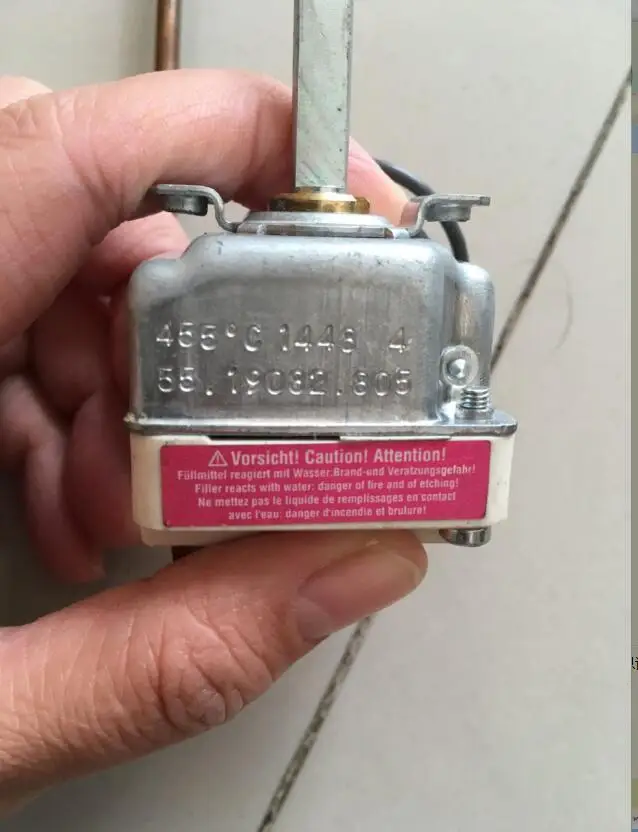 455°C 1443 4
55.19082.805
⚠ Vorsicht! Caution! Attention!
Füllmittel reagiert mit Wasser:Brand-und Veratzungsgefahr!
Filler reacts with water: danger of fire and of etching!
Ne mettez pas le liquide de remplissages en contact
avec l'eau: danger d'incendie et brulure!